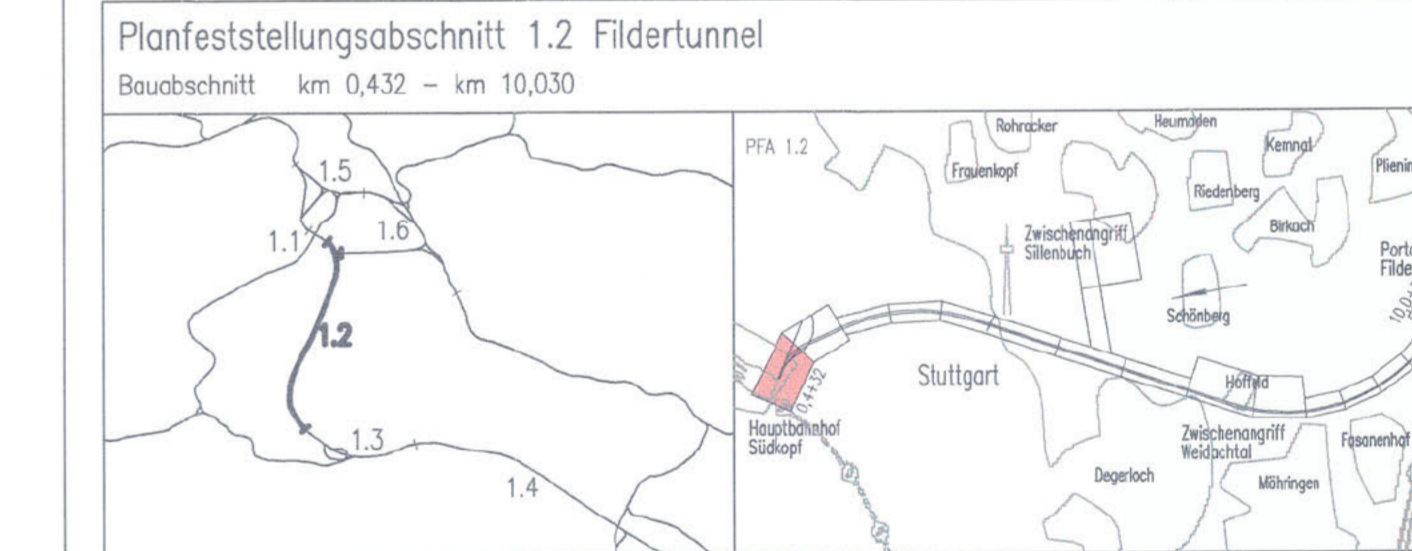 Planfeststellungsabschnitt 1.2 Fildertunnel
Bauabschnitt km 0,432 – km 10,030
1.5
1.6
1.1
1.2
1.3
1.4
PFA 1.2
Rohracker
Heumaden
Kemnat
Frauenkopf
Riedenberg
Birkach
Zwischenangriff
Sillenbuch
Schönberg
Stuttgart
0,4+32
Hauptbahnhof
Südkopf
Hoffeld
Zwischenangriff
Weidachtal
Fasanenhof
Degerloch
Möhringen